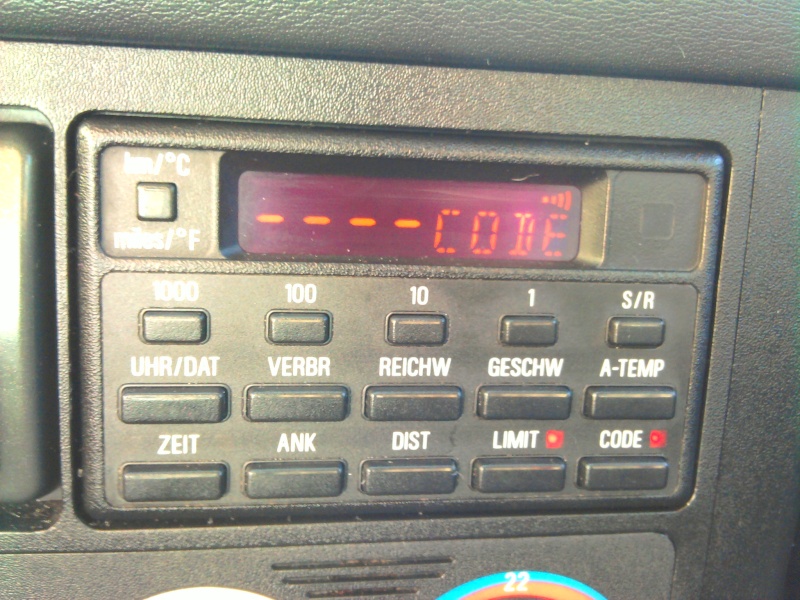 km/°C
- - - - CODE
miles/°F
1000 100 10 1 S/R
UHR/DAT VERBR REICHW GESCHW A-TEMP
ZEIT ANK DIST LIMIT CODE
22